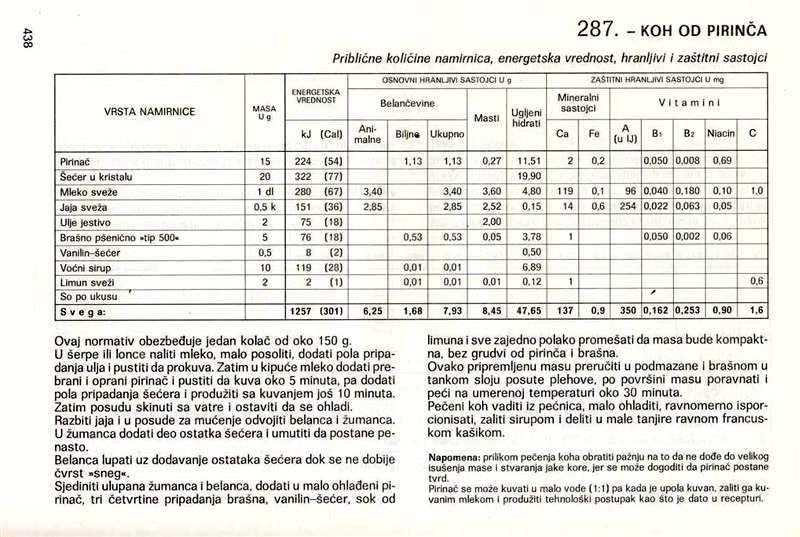 438
287. – KOH OD PIRINČA
Približne količine namirnica, energetska vrednost, hranljivi i zaštitni sastojci
VRSTA NAMIRNICE MASA U g ENERGETSKA VREDNOST OSNOVNI HRANLJIVI SASTOJCI U g ZAŠTITNI HRANLJIVI SASTOJCI U mg
Belančevine Masti Ugljeni hidrati Mineralni sastojci Vitamini
kJ (Cal) Ani-malne Biljne Ukupno Ca Fe A (u IJ) B1 B2 Niacin C
Pirinač 15 224 (54) 1,13 1,13 0,27 11,51 2 0,2 0,050 0,008 0,69
Šećer u kristalu 20 322 (77) 19,90
Mleko sveže 1 dl 280 (67) 3,40 3,40 3,60 4,80 119 0,1 96 0,040 0,180 0,10 1,0
Jaja sveža 0,5 k 151 (36) 2,85 2,85 2,52 0,15 14 0,6 254 0,022 0,063 0,05
Ulje jestivo 2 75 (18) 2,00
Brašno pšenično »tip 500« 5 76 (18) 0,53 0,53 0,05 3,78 1 0,050 0,002 0,06
Vanilin–šećer 0,5 8 (2) 0,50
Voćni sirup 10 119 (28) 0,01 0,01 6,89
Limun sveži 2 2 (1) 0,01 0,01 0,01 0,12 1 0,6
So po ukusu
Svega: 1257 (301) 6,25 1,68 7,93 8,45 47,65 137 0,9 350 0,162 0,253 0,90 1,6
Ovaj normativ obezbeđuje jedan kolač od oko 150 g.
U šerpe ili lonce naliti mleko, malo posoliti, dodati pola pripa-
danja ulja i pustiti da prokuva. Zatim u kipuće mleko dodati pre-
brani i oprani pirinač i pustiti da kuva oko 5 minuta, pa dodati
pola pripadanja šećera i produžiti sa kuvanjem još 10 minuta.
Zatim posudu skinuti sa vatre i ostaviti da se ohladi.
Razbiti jaja i u posude za mućenje odvojiti belanca i žumanca.
U žumanca dodati deo ostatka šećera i umutiti da postane pe-
nasto.
Belanca lupati uz dodavanje ostataka šećera dok se ne dobije
čvrst »sneg«.
Sjediniti ulupana žumanca i belanca, dodati u malo ohlađeni pi-
rinač, tri četvrtine pripadanja brašna, vanilin–šećer, sok od
limuna i sve zajedno polako promešati da masa bude kompakt-
na, bez grudvi od pirinča i brašna.
Ovako pripremljenu masu preručiti u podmazane i brašnom u
tankom sloju posute plehove, po površini masu poravnati i
peći na umerenoj temperaturi oko 30 minuta.
Pečeni koh vaditi iz pećnica, malo ohladiti, ravnomerno ispor-
cionisati, zaliti sirupom i deliti u male tanjire ravnom francus-
kom kašikom.
Napomena: prilikom pečenja koha obratiti pažnju na to da ne dođe do velikog
isušenja mase i stvaranja jake kore, jer se može dogoditi da pirinač postane
tvrd.
Pirinač se može kuvati u malo vode (1:1) pa kada je upola kuvan, zaliti ga ku-
vanim mlekom i produžiti tehnološki postupak kao što je dato u recepturi.